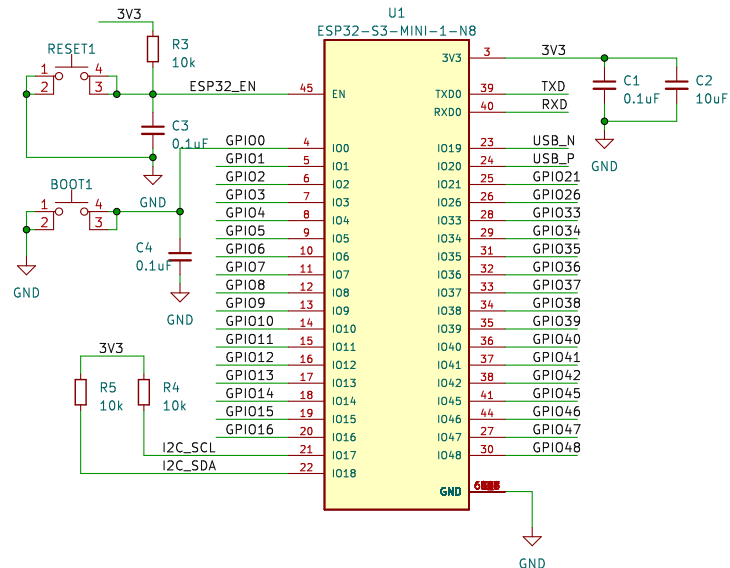 U1
ESP32-S3-MINI-1-N8
3V3
R3
10k
RESET1
1 4
2 3
ESP32_EN
C3
0.1uF
GND
BOOT1
1 4
2 3
GND
C4
0.1uF
GND
3V3
R5
10k
R4
10k
45 EN
GPIO0 4 IO0
GPIO1 5 IO1
GPIO2 6 IO2
GPIO3 7 IO3
GPIO4 8 IO4
GPIO5 9 IO5
GPIO6 10 IO6
GPIO7 11 IO7
GPIO8 12 IO8
GPIO9 13 IO9
GPIO10 14 IO10
GPIO11 15 IO11
GPIO12 16 IO12
GPIO13 17 IO13
GPIO14 18 IO14
GPIO15 19 IO15
GPIO16 20 IO16
I2C_SCL 21 IO17
I2C_SDA 22 IO18
3V3 3 3V3
TXD0 39 TXD
RXD0 40 RXD
IO19 23 USB_N
IO20 24 USB_P
IO21 25 GPIO21
IO26 26 GPIO26
IO33 28 GPIO33
IO34 29 GPIO34
IO35 31 GPIO35
IO36 32 GPIO36
IO37 33 GPIO37
IO38 34 GPIO38
IO39 35 GPIO39
IO40 36 GPIO40
IO41 37 GPIO41
IO42 38 GPIO42
IO45 41 GPIO45
IO46 44 GPIO46
IO47 27 GPIO47
IO48 30 GPIO48
GND
GND
C1
0.1uF
C2
10uF
GND